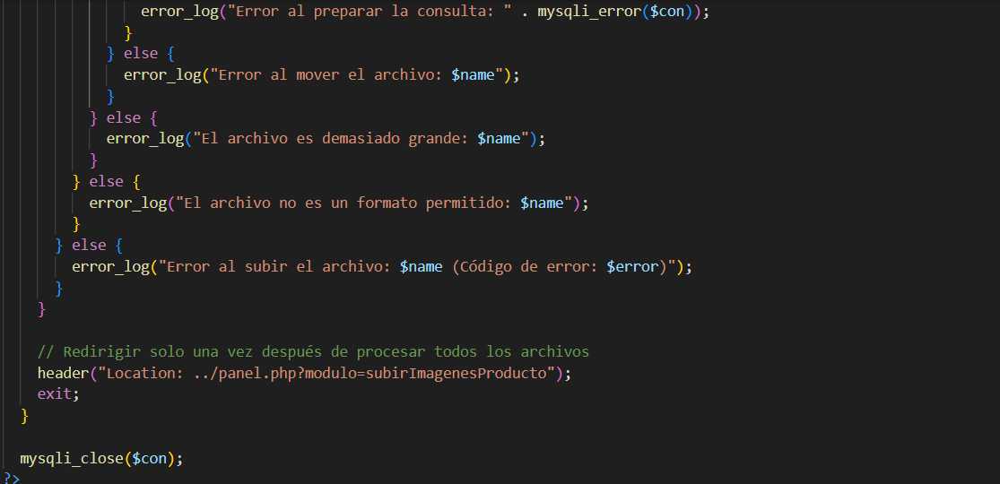 error_log("Error al preparar la consulta: " . mysqli_error($con));
}
} else {
error_log("Error al mover el archivo: $name");
}
} else {
error_log("El archivo es demasiado grande: $name");
}
} else {
error_log("El archivo no es un formato permitido: $name");
}
} else {
error_log("Error al subir el archivo: $name (Código de error: $error)");
}
}
// Redirigir solo una vez después de procesar todos los archivos
header("Location: ../panel.php?modulo=subirImagenesProducto");
exit;
}
mysqli_close($con);
?>